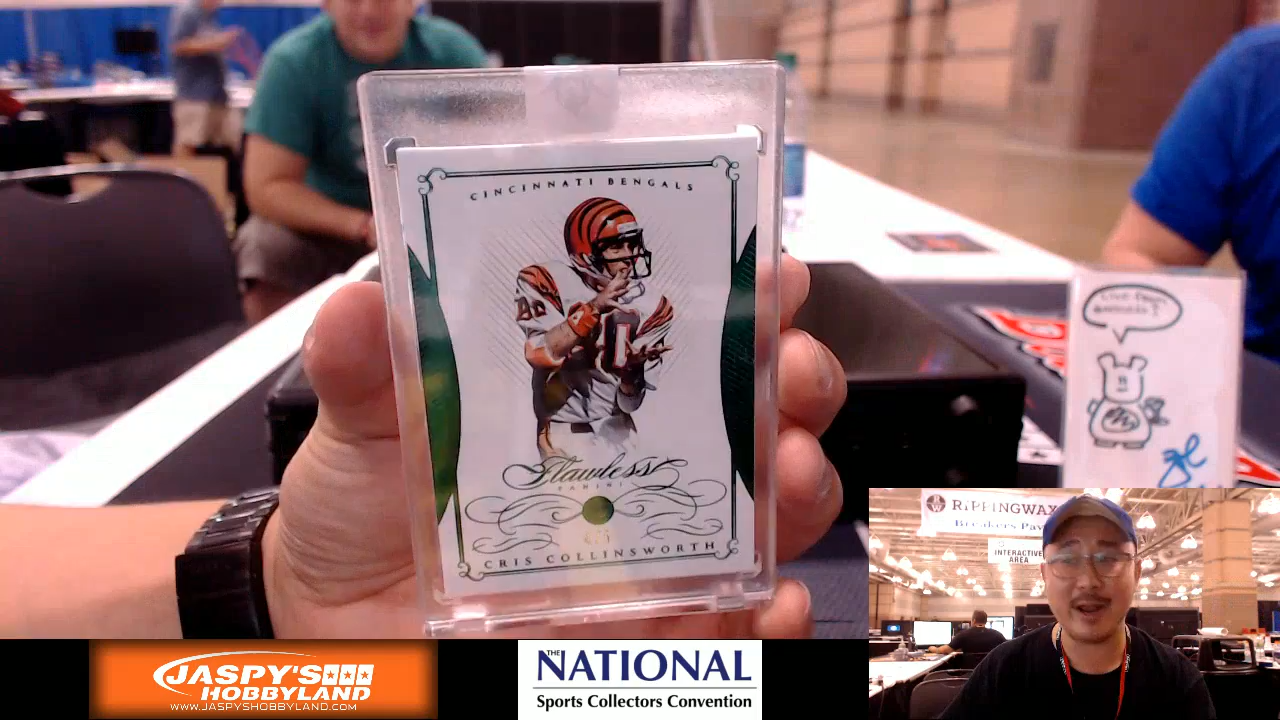 CINCINNATI BENGALS
80
Flawless
PANINI
CRIS COLLINSWORTH
RIPPINGWAX
Breakers Pav
INTERACTIVE
AREA
JASPY'S
HOBBYLAND
WWW.JASPYSHOBBYLAND.COM
THE
NATIONAL
Sports Collectors Convention